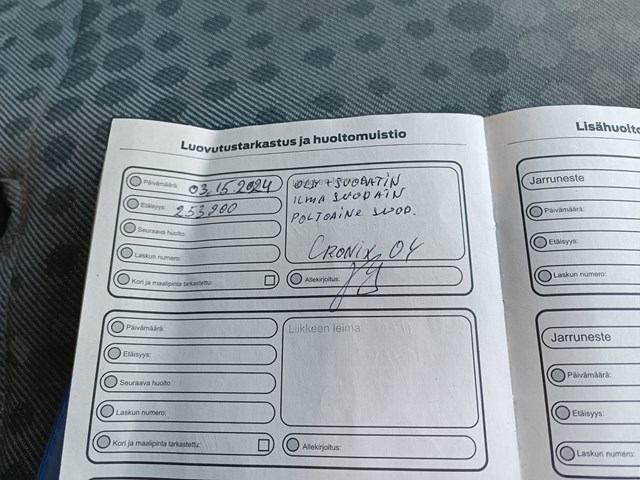 Luovutustarkastus ja huoltomuistio
Päivämäärä: 03,15.2024
Etäisyys: 253.900
Seuraava huolto:
Laskun numero:
Kori ja maalipinta tarkastettu:
ÖLJY + SUODATIN
ILMA SUODAIN
POLTOAINE SUOD.
CRONIX OY
Allekirjoitus:
Päivämäärä:
Etäisyys:
Seuraava huolto:
Laskun numero:
Kori ja maalipinta tarkastettu:
Liikkeen leima
Allekirjoitus:
Lisähuolto
Jarruneste
Päivämäärä:
Etäisyys:
Laskun numero:
Jarruneste
Päivämäärä:
Etäisyys:
Laskun numero: